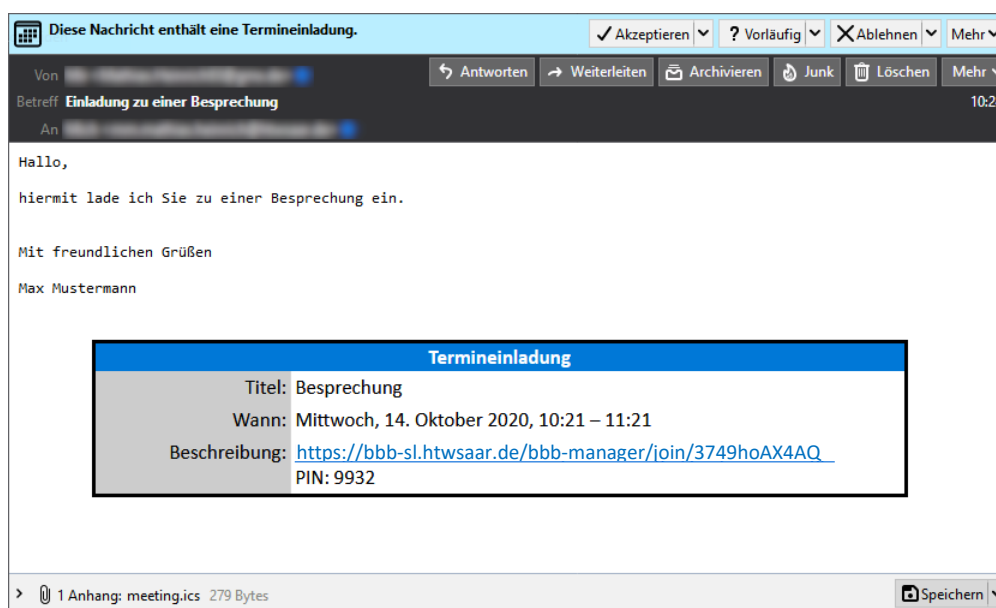 Diese Nachricht enthält eine Termineinladung.
Akzeptieren ? Vorläufig Ablehnen Mehr
Von
Antworten Weiterleiten Archivieren Junk Löschen Mehr
Betreff Einladung zu einer Besprechung
An
Hallo,
hiermit lade ich Sie zu einer Besprechung ein.
Mit freundlichen Grüßen
Max Mustermann
Termineinladung
Titel: Besprechung
Wann: Mittwoch, 14. Oktober 2020, 10:21 – 11:21
Beschreibung: https://bbb-sl.htwsaar.de/bbb-manager/join/3749hoAX4AQ
PIN: 9932
1 Anhang: meeting.ics 279 Bytes
Speichern